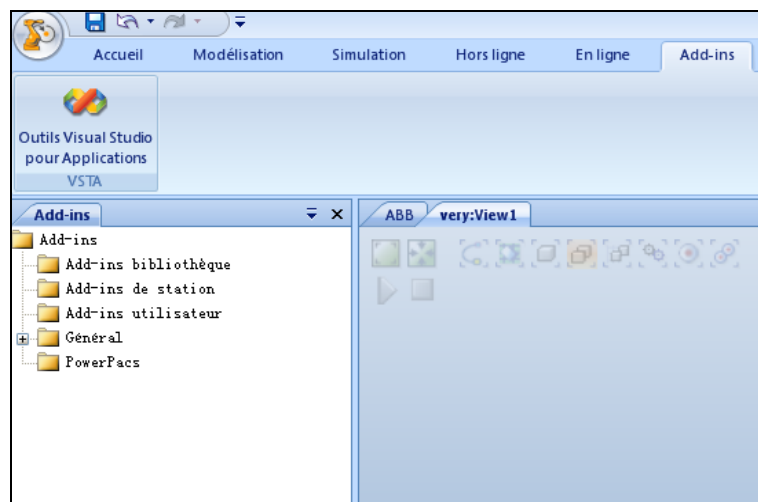 Accueil Modélisation Simulation Hors ligne En ligne Add-ins
Outils Visual Studio
pour Applications
VSTA
Add-ins
ABB very:View1
Add-ins
Add-ins bibliothèque
Add-ins de station
Add-ins utilisateur
Général
PowerPacs